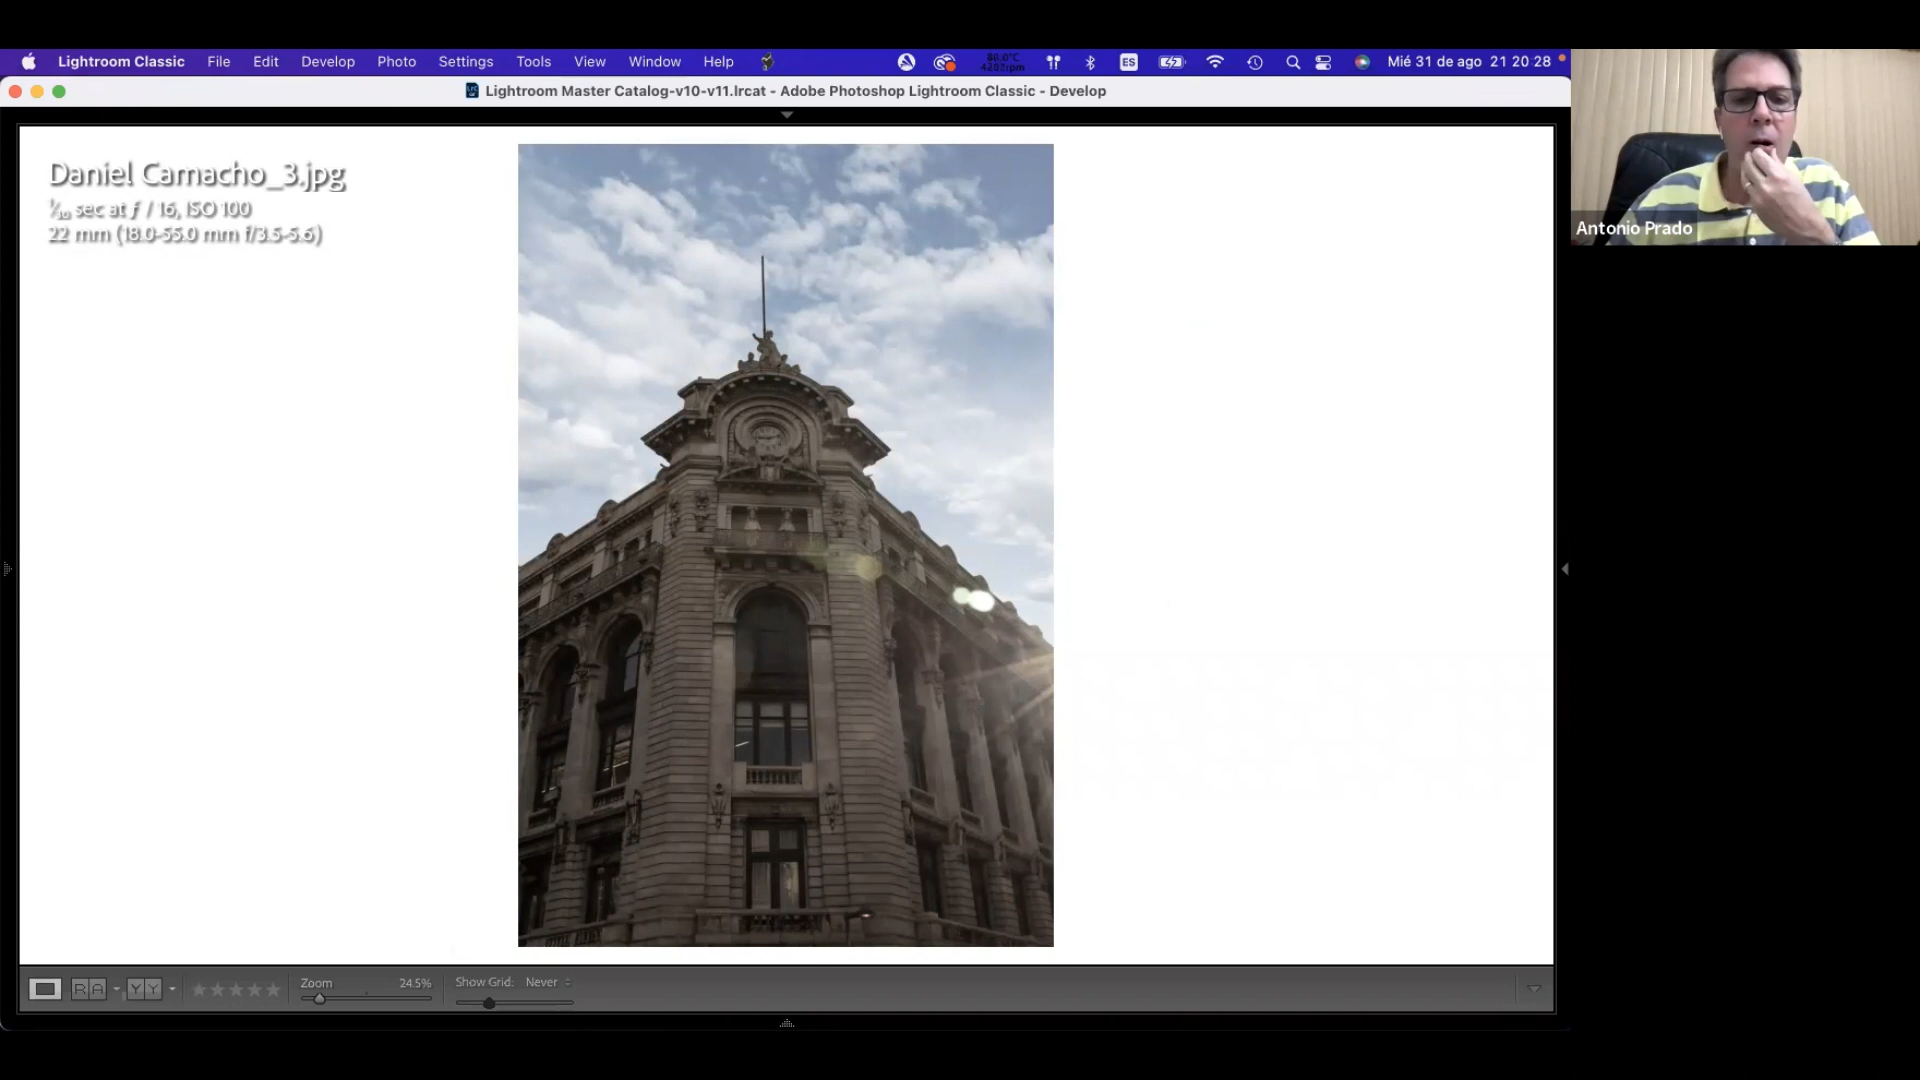 Lightroom Classic File Edit Develop Photo Settings Tools View Window Help ES Mié 31 de ago 21 20 28
Lightroom Master Catalog-v10-v11.lrcat - Adobe Photoshop Lightroom Classic - Develop
Daniel Camacho_3.jpg
sec at ƒ / 16, ISO 100
22 mm (18.0-55.0 mm f/3.5-5.6)
Antonio Prado
R A Y Y Zoom 24.5% Show Grid: Never